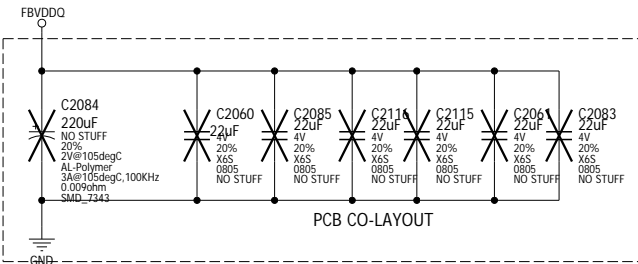 FBVDDQ
C2084
220uF
NO STUFF
20%
2V@105degC
AL-Polymer
3A@105degC,100KHz
0.009ohm
SMD_7343
C2060
22uF
4V
20%
X6S
0805
NO STUFF
C2085
22uF
4V
20%
X6S
0805
NO STUFF
C2116
22uF
4V
20%
X6S
0805
NO STUFF
C2115
22uF
4V
20%
X6S
0805
NO STUFF
C2061
22uF
4V
20%
X6S
0805
NO STUFF
C2083
22uF
4V
20%
X6S
0805
NO STUFF
PCB CO-LAYOUT
GND